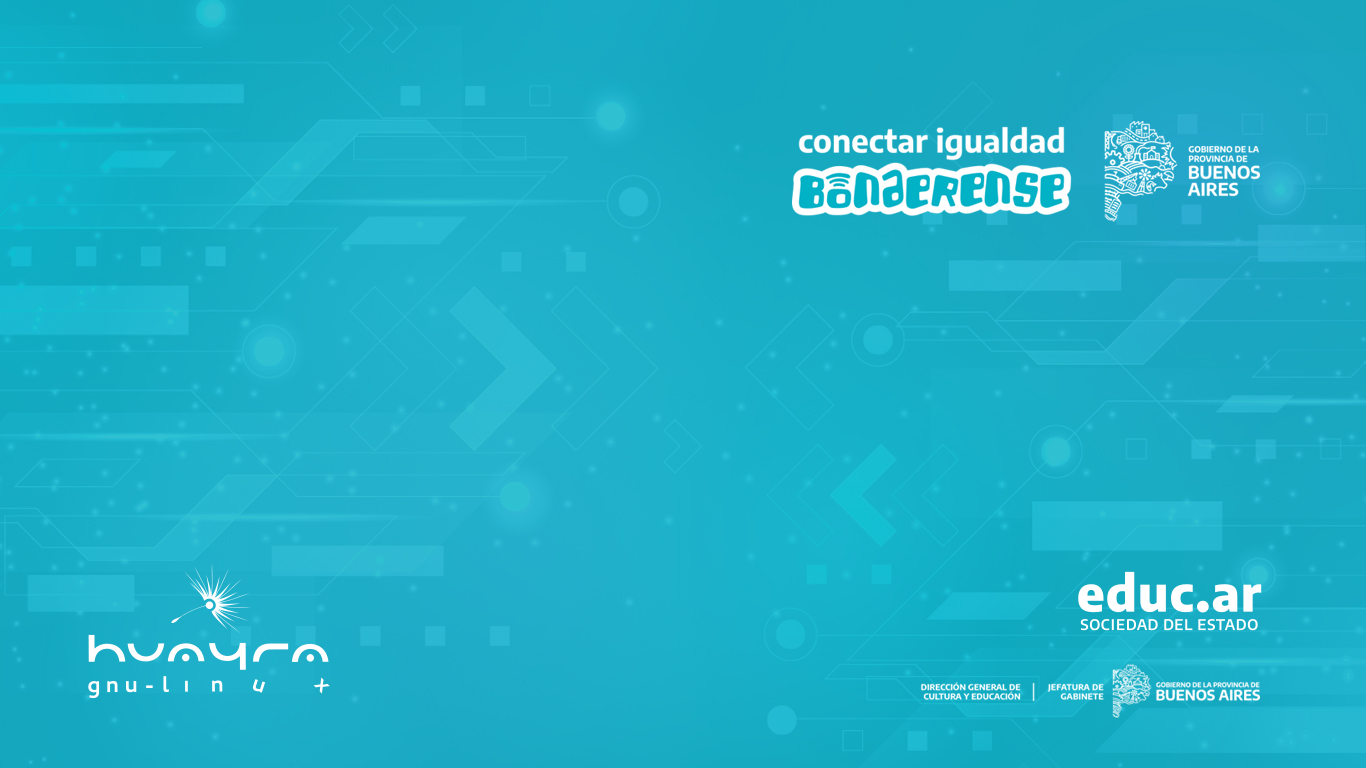 conectar igualdad
BONAERENSE
GOBIERNO DE LA
PROVINCIA DE
BUENOS
AIRES
huayra
gnu-linux
educ.ar
SOCIEDAD DEL ESTADO
DIRECCIÓN GENERAL DE
CULTURA Y EDUCACIÓN
JEFATURA DE
GABINETE
GOBIERNO DE LA PROVINCIA DE
BUENOS AIRES